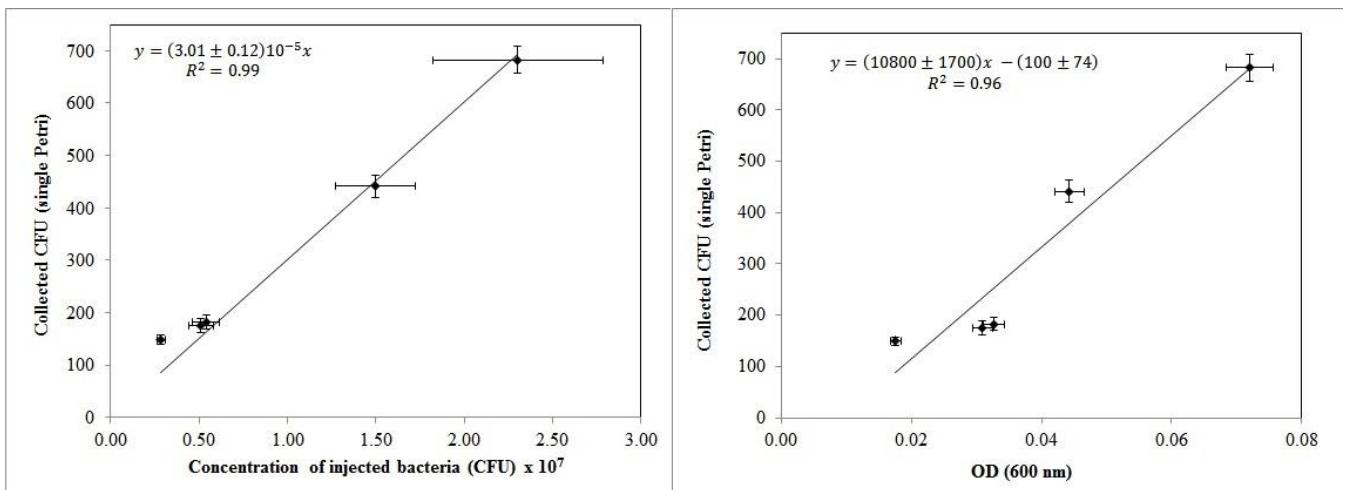 y = (3.01 ± 0.12)10⁻⁵x
R² = 0.99
700
600
500
400
300
200
100
0
0.00 0.50 1.00 1.50 2.00 2.50 3.00
Collected CFU (single Petri)
Concentration of injected bacteria (CFU) x 10⁷
y = (10800 ± 1700)x − (100 ± 74)
R² = 0.96
700
600
500
400
300
200
100
0
0.00 0.02 0.04 0.06 0.08
Collected CFU (single Petri)
OD (600 nm)